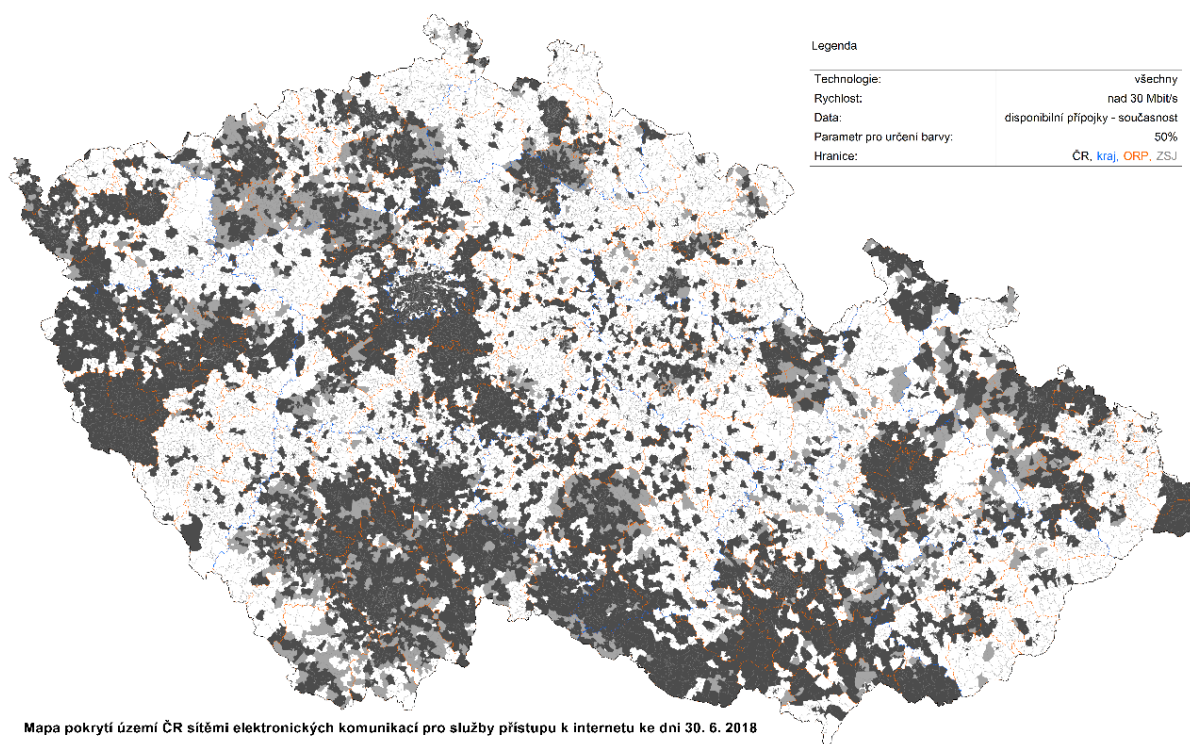 Legenda
Technologie: všechny
Rychlost: nad 30 Mbit/s
Data: disponibilní přípojky - současnost
Parametr pro určení barvy: 50%
Hranice: ČR, kraj, ORP, ZSJ
Mapa pokrytí území ČR sítěmi elektronických komunikací pro služby přístupu k internetu ke dni 30. 6. 2018